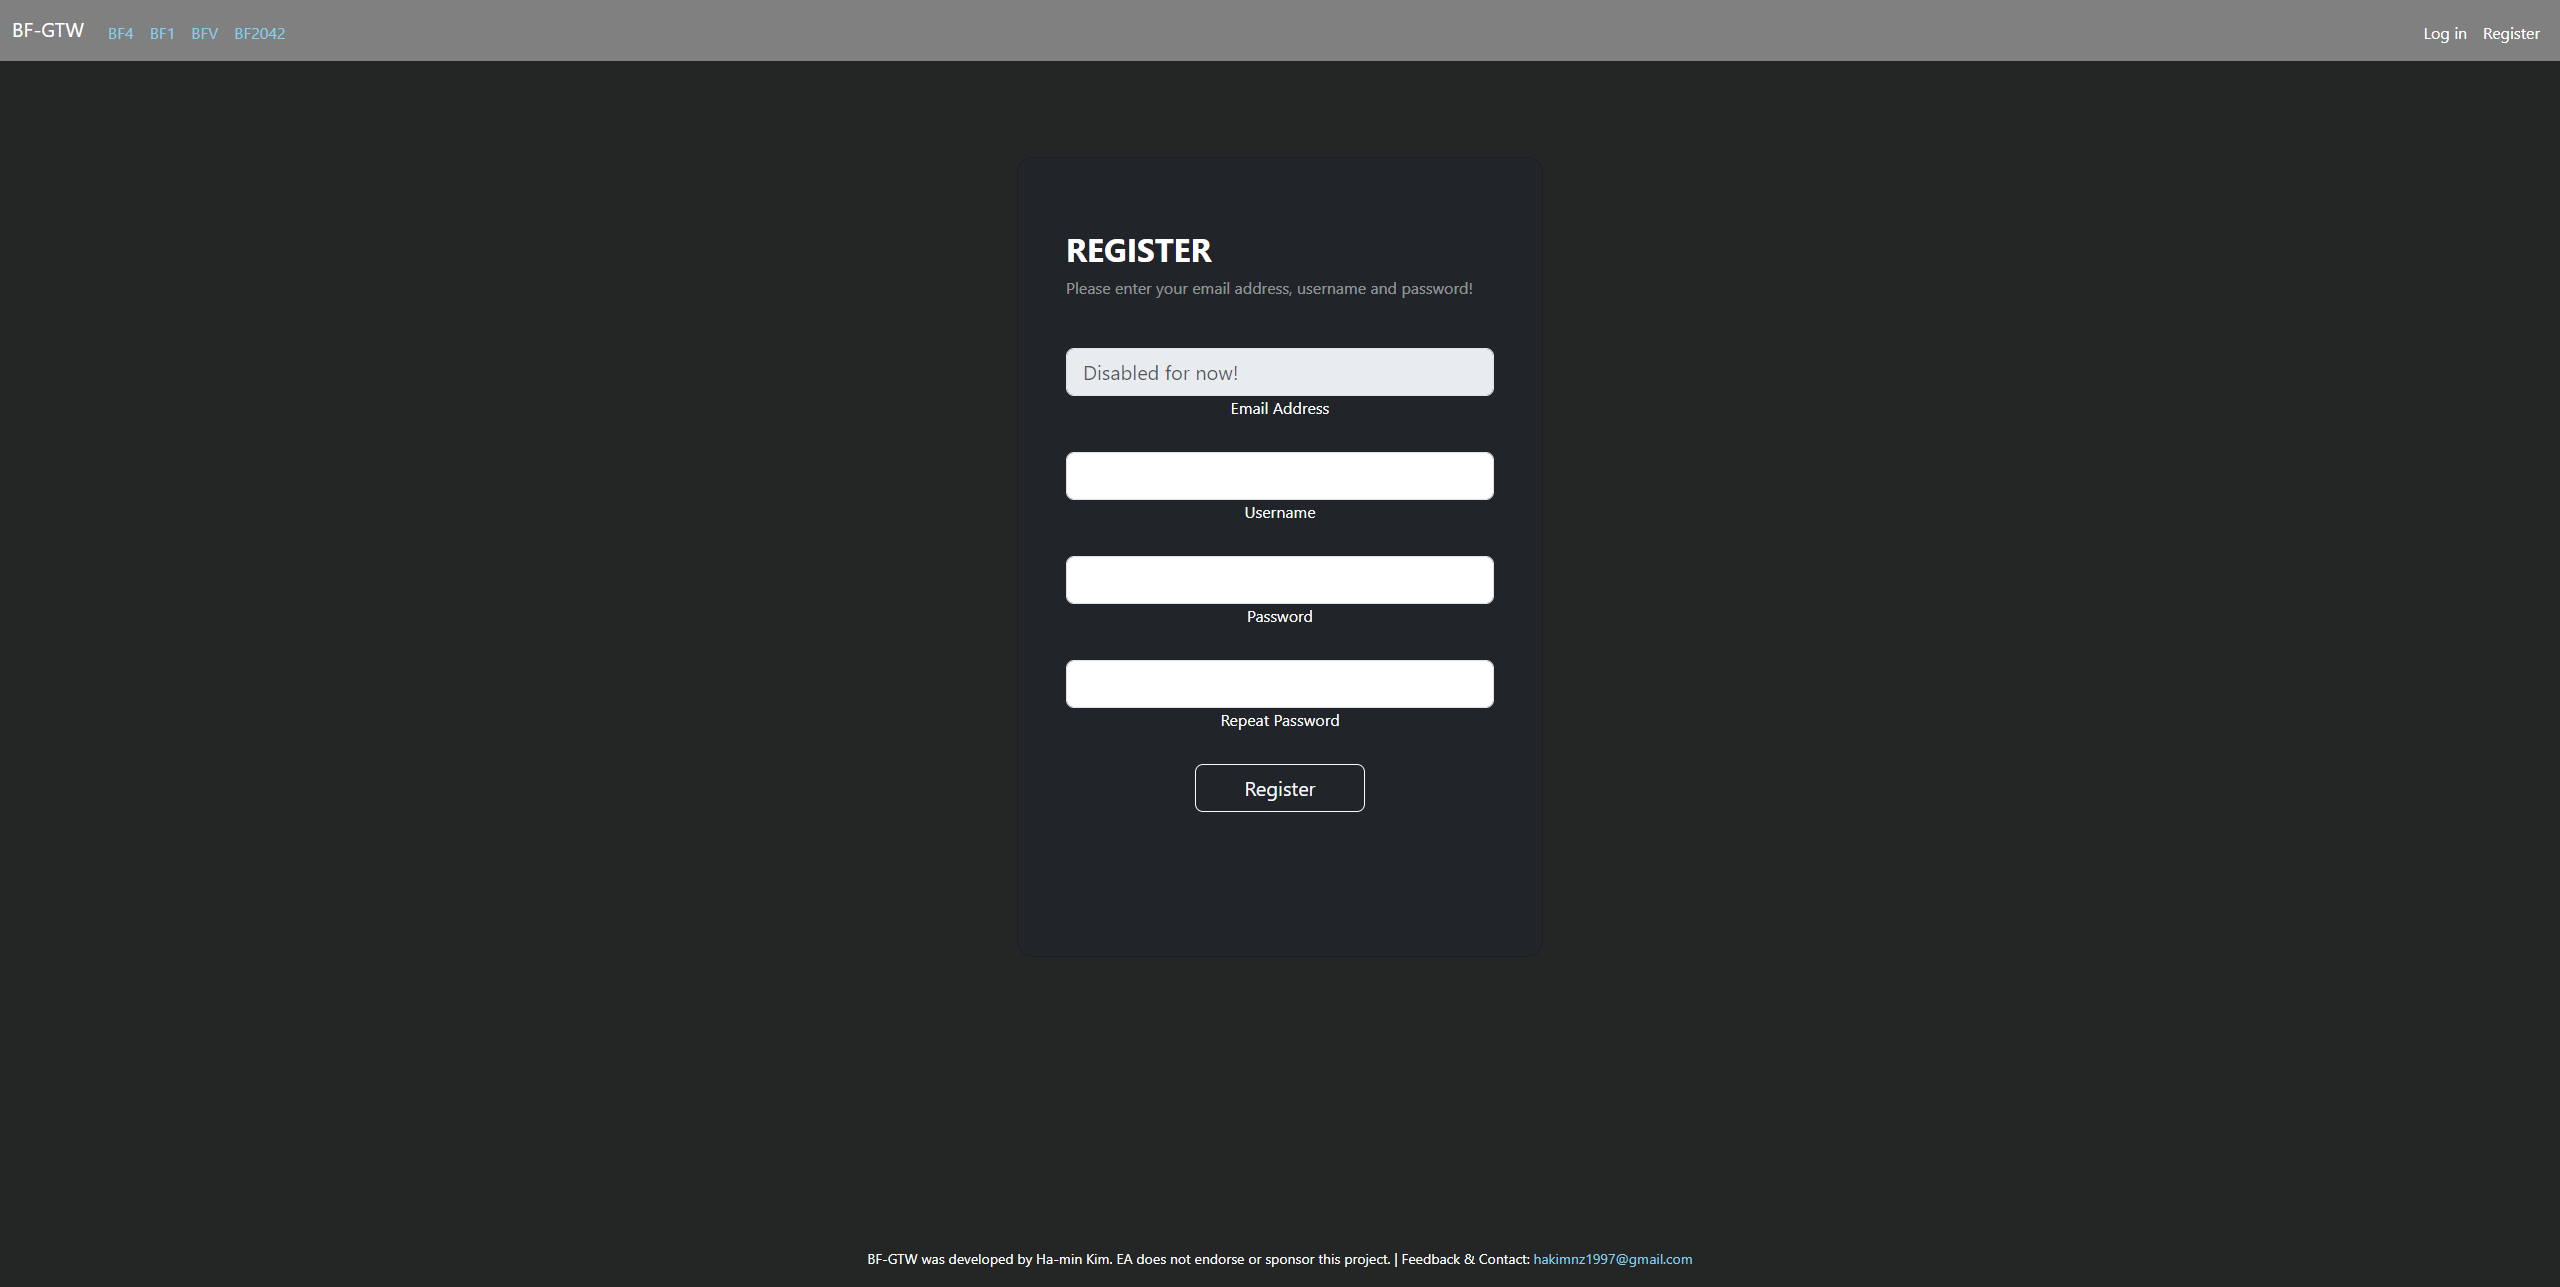 BF-GTW BF4 BF1 BFV BF2042 Log in Register
REGISTER
Please enter your email address, username and password!
Disabled for now!
Email Address
Username
Password
Repeat Password
Register
BF-GTW was developed by Ha-min Kim. EA does not endorse or sponsor this project. | Feedback & Contact: hakimnz1997@gmail.com